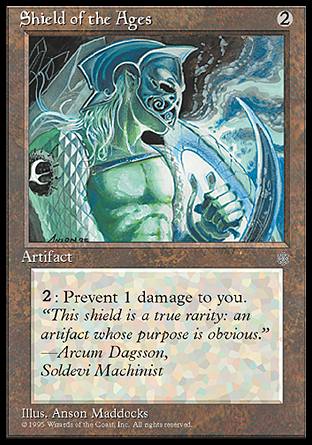 Shield of the Ages 2
ANSON 95
Artifact
2: Prevent 1 damage to you.
"This shield is a true rarity: an
artifact whose purpose is obvious."
—Arcum Dagsson,
Soldevi Machinist
Illus. Anson Maddocks
© 1995 Wizards of the Coast, Inc. All rights reserved.